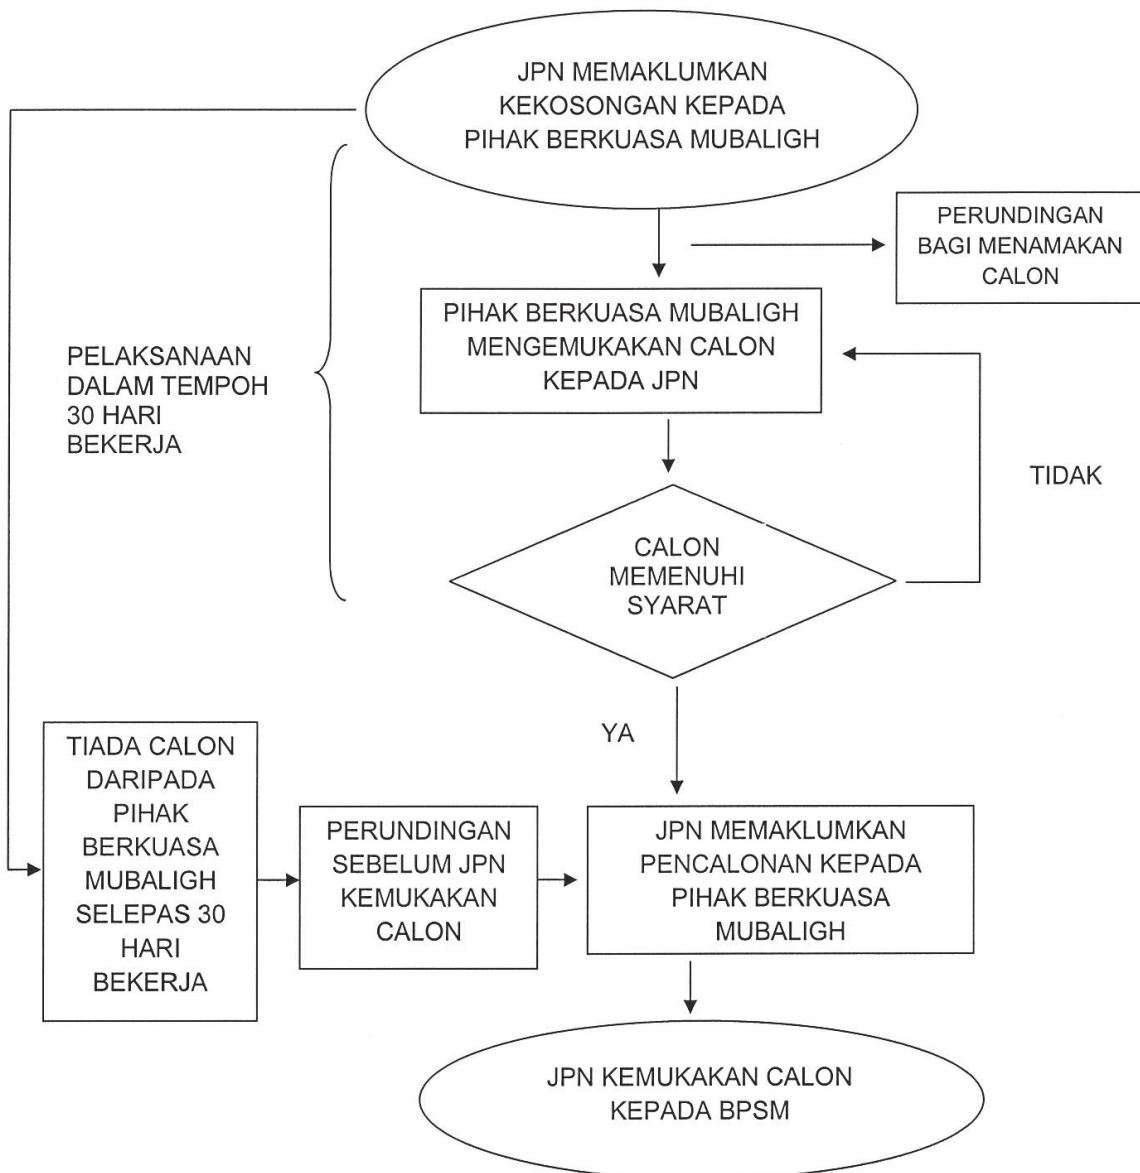 JPN MEMAKLUMKAN
KEKOSONGAN KEPADA
PIHAK BERKUASA MUBALIGH
PERUNDINGAN
BAGI MENAMAKAN
CALON
PIHAK BERKUASA MUBALIGH
MENGEMUKAKAN CALON
KEPADA JPN
PELAKSANAAN
DALAM TEMPOH
30 HARI
BEKERJA
TIDAK
CALON
MEMENUHI
SYARAT
YA
TIADA CALON
DARIPADA
PIHAK
BERKUASA
MUBALIGH
SELEPAS 30
HARI
BEKERJA
PERUNDINGAN
SEBELUM JPN
KEMUKAKAN
CALON
JPN MEMAKLUMKAN
PENCALONAN KEPADA
PIHAK BERKUASA
MUBALIGH
JPN KEMUKAKAN CALON
KEPADA BPSM